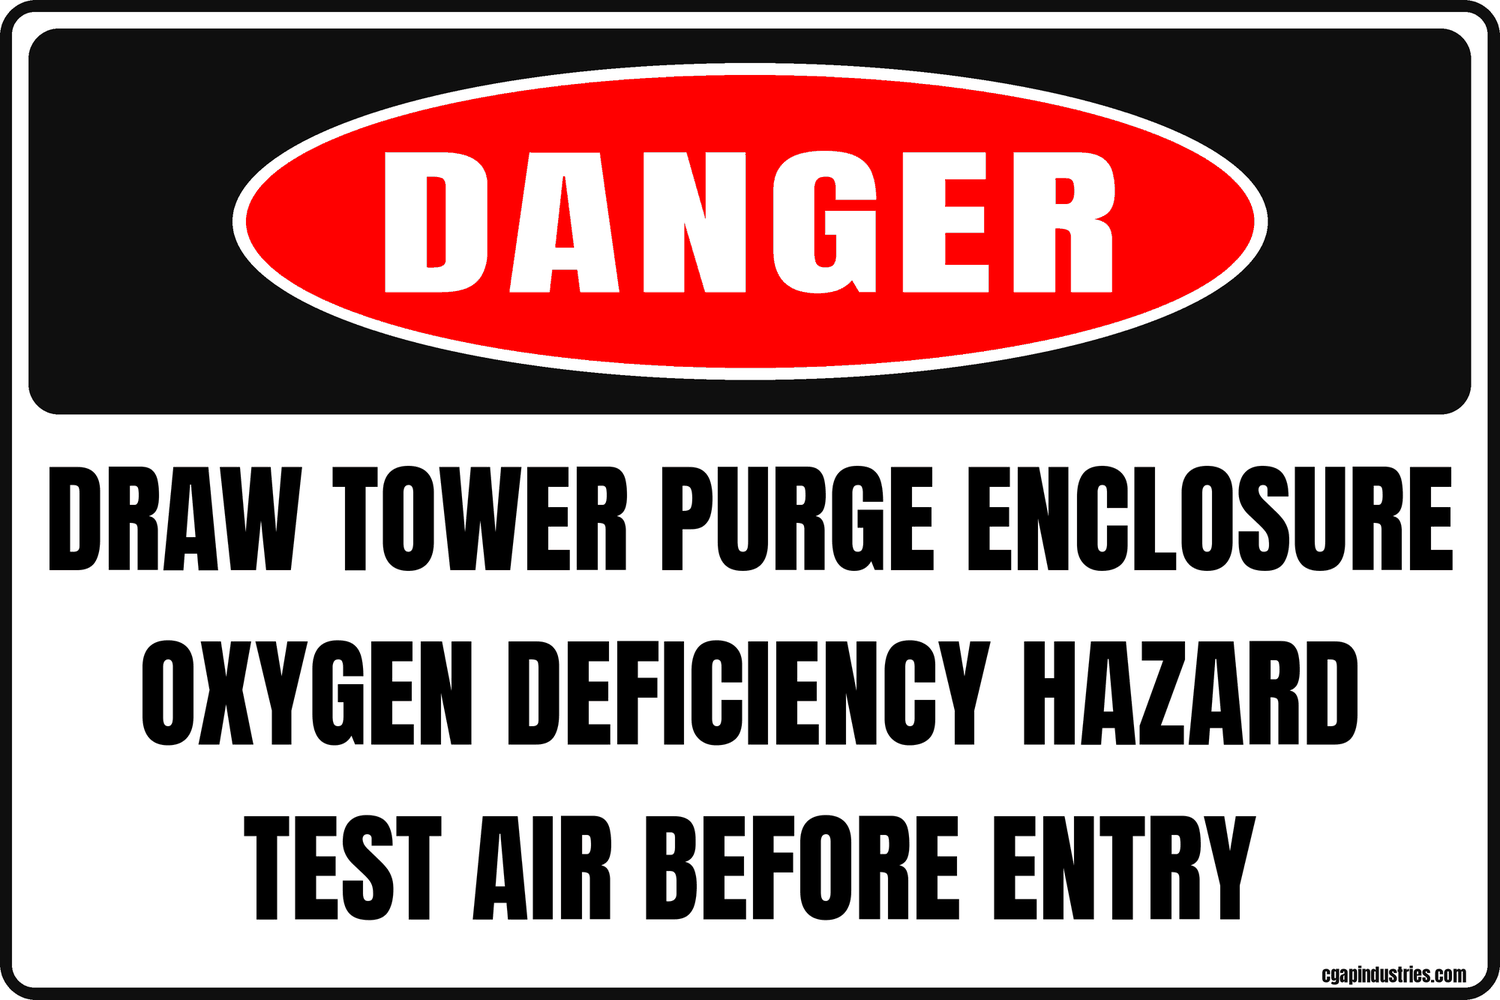 DANGER
DRAW TOWER PURGE ENCLOSURE
OXYGEN DEFICIENCY HAZARD
TEST AIR BEFORE ENTRY
cgapindustries.com